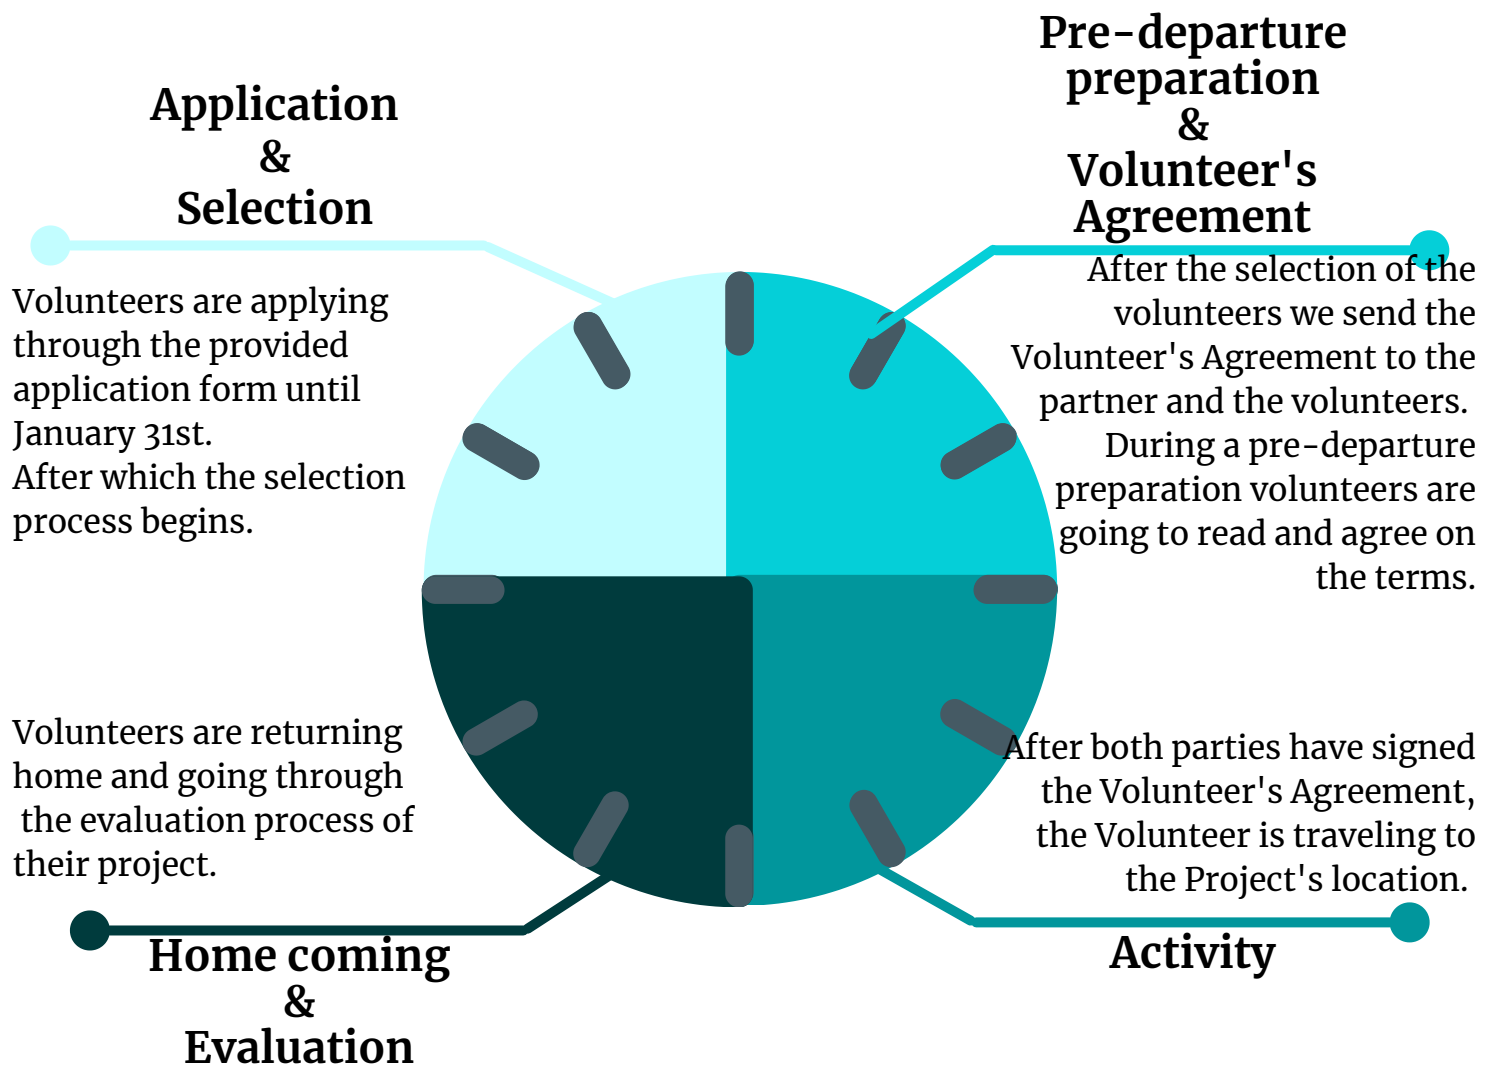 Application
&
Selection
Volunteers are applying
through the provided
application form until
January 31st.
After which the selection
process begins.
Pre-departure
preparation
&
Volunteer's
Agreement
After the selection of the
volunteers we send the
Volunteer's Agreement to the
partner and the volunteers.
During a pre-departure
preparation volunteers are
going to read and agree on
the terms.
After both parties have signed
the Volunteer's Agreement,
the Volunteer is traveling to
the Project's location.
Activity
Volunteers are returning
home and going through
the evaluation process of
their project.
Home coming
&
Evaluation